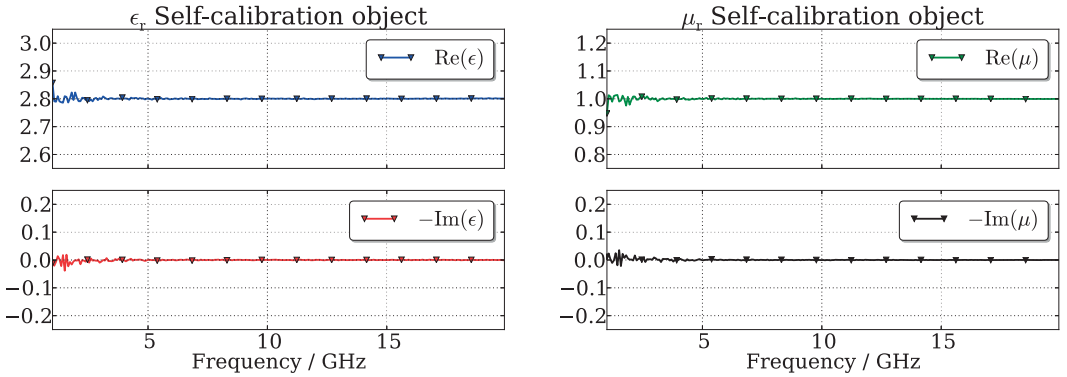 ϵr Self-calibration object
3.0
2.9
2.8
2.7
2.6
Re(ϵ)
0.2
0.1
0.0
−0.1
−0.2
−Im(ϵ)
5 10 15
Frequency / GHz
μr Self-calibration object
1.2
1.1
1.0
0.9
0.8
Re(μ)
0.2
0.1
0.0
−0.1
−0.2
−Im(μ)
5 10 15
Frequency / GHz